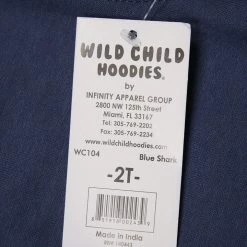 WILD CHILD
HOODIES®
by
INFINITY APPAREL GROUP
2800 NW 125th Street
Miami, FL 33167
Tel: 305-769-2202
Fax: 305-769-2234
www.wildchildhoodies.com
WC104 Blue Shark
-2T-
Made in India